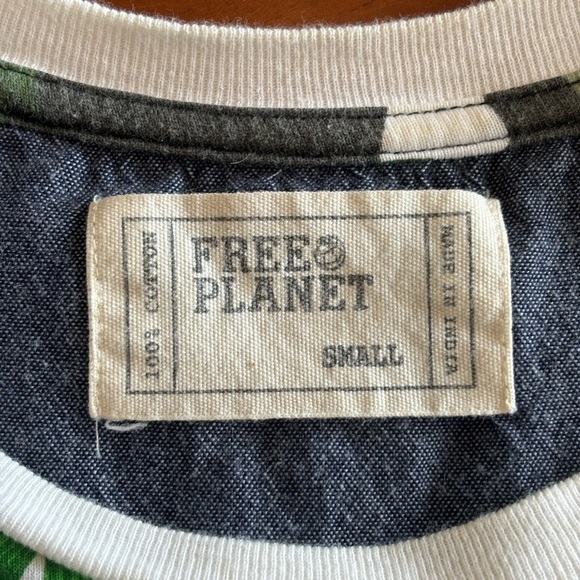 100% COTTON
FREE
PLANET
SMALL
MADE IN INDIA